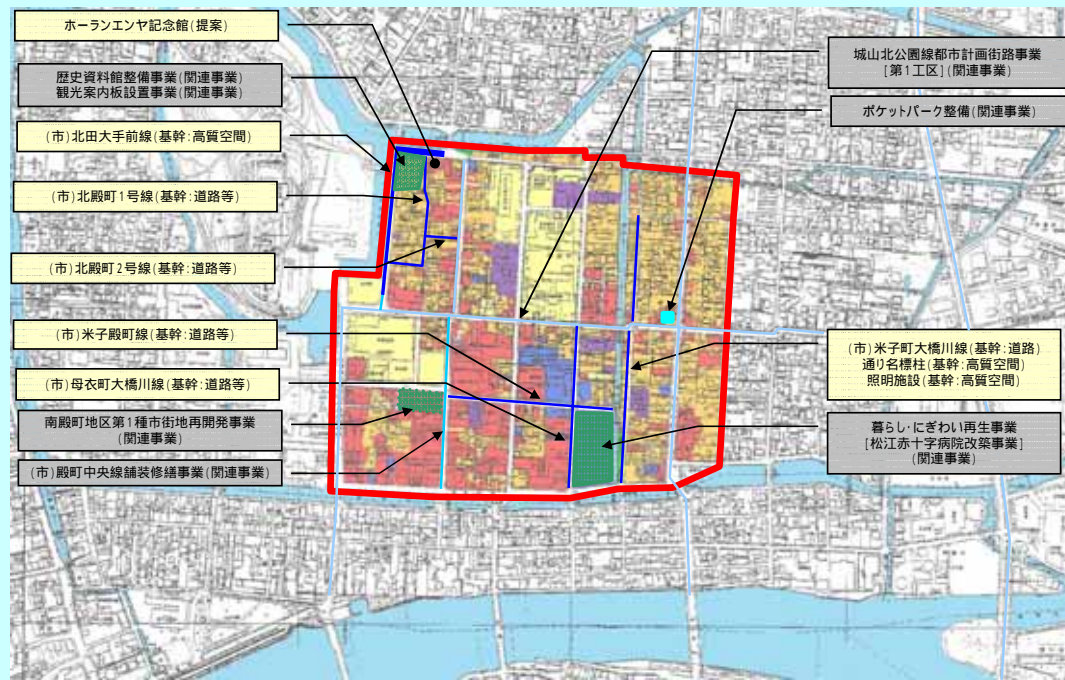 ホーランエンヤ記念館(提案)
歴史資料館整備事業(関連事業)
観光案内板設置事業(関連事業)
(市)北田大手前線(基幹:高質空間)
(市)北殿町1号線(基幹:道路等)
(市)北殿町2号線(基幹:道路等)
(市)米子殿町線(基幹:道路等)
(市)母衣町大橋川線(基幹:道路等)
南殿町地区第1種市街地再開発事業
(関連事業)
(市)殿町中央線舗装修繕事業(関連事業)
城山北公園線都市計画街路事業
[第1工区](関連事業)
ポケットパーク整備(関連事業)
(市)米子町大橋川線(基幹:道路)
通り名標柱(基幹:高質空間)
照明施設(基幹:高質空間)
暮らし・にぎわい再生事業
[松江赤十字病院改築事業]
(関連事業)